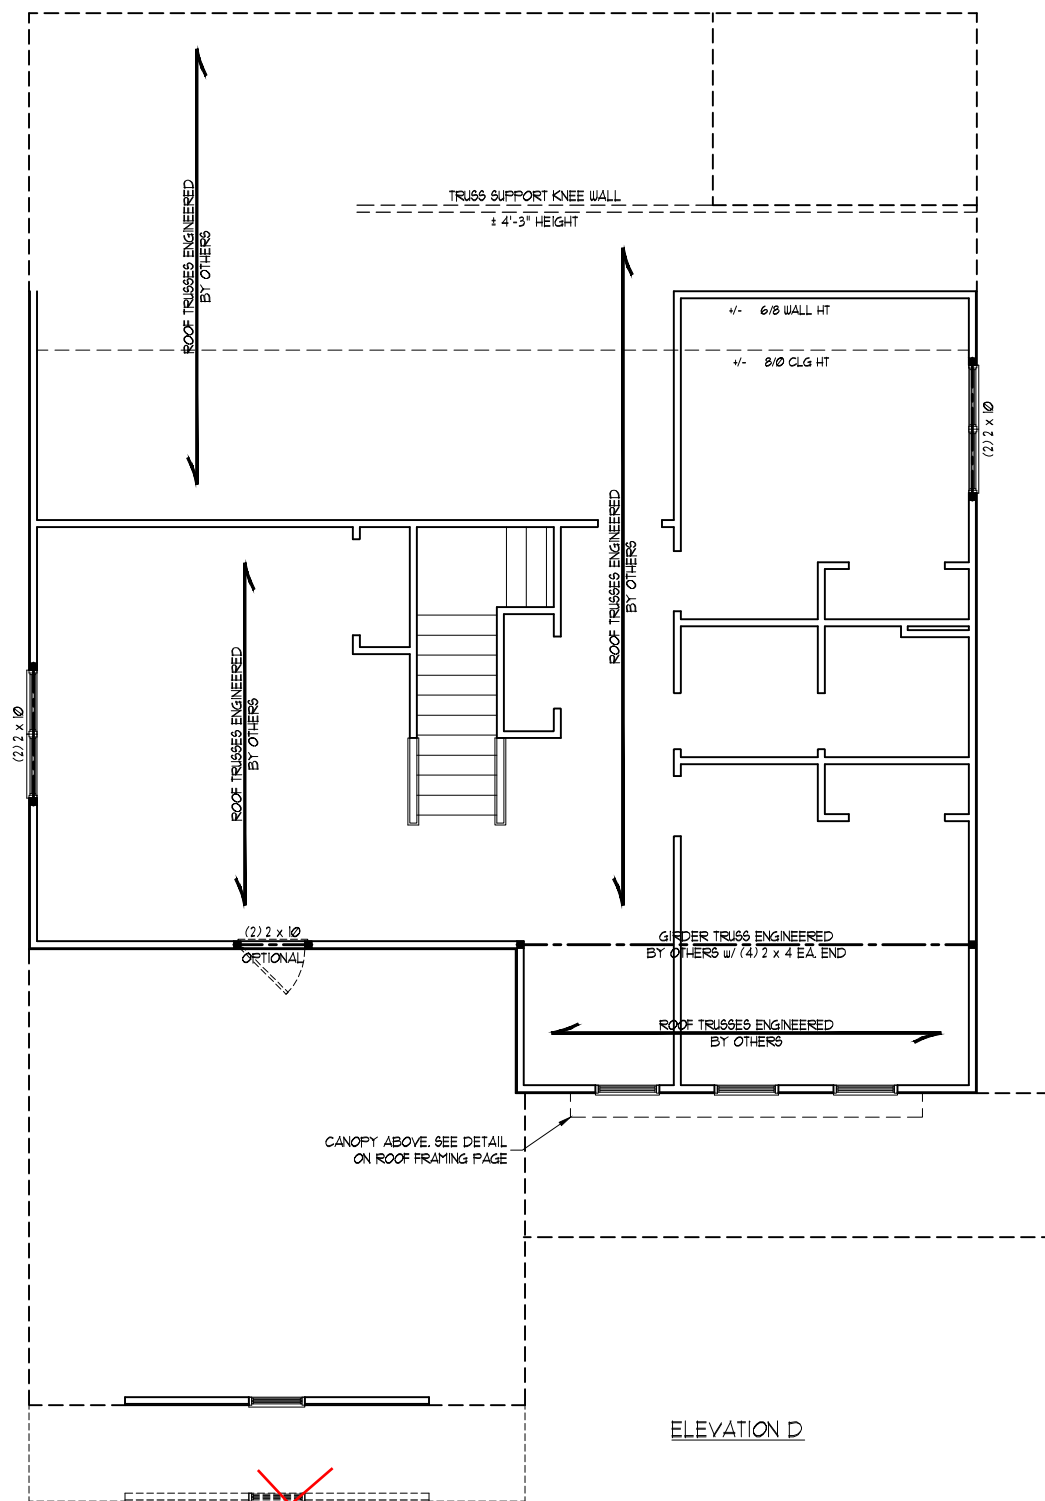 TRUSS SUPPORT KNEE WALL
± 4'-3" HEIGHT
ROOF TRUSSES ENGINEERED
BY OTHERS
+/- 6/8 WALL HT
+/- 8/0 CLG HT
(2) 2 x 10
ROOF TRUSSES ENGINEERED
BY OTHERS
ROOF TRUSSES ENGINEERED
BY OTHERS
(2) 2 x 10
(2) 2 x 10
OPTIONAL
GIRDER TRUSS ENGINEERED
BY OTHERS w/ (4) 2 x 4 EA. END
ROOF TRUSSES ENGINEERED
BY OTHERS
CANOPY ABOVE. SEE DETAIL
ON ROOF FRAMING PAGE
ELEVATION D